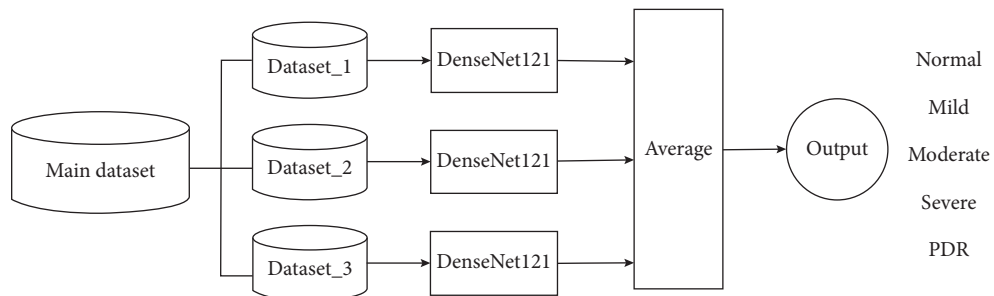 Main dataset
Dataset_1
Dataset_2
Dataset_3
DenseNet121
DenseNet121
DenseNet121
Average
Output
Normal
Mild
Moderate
Severe
PDR